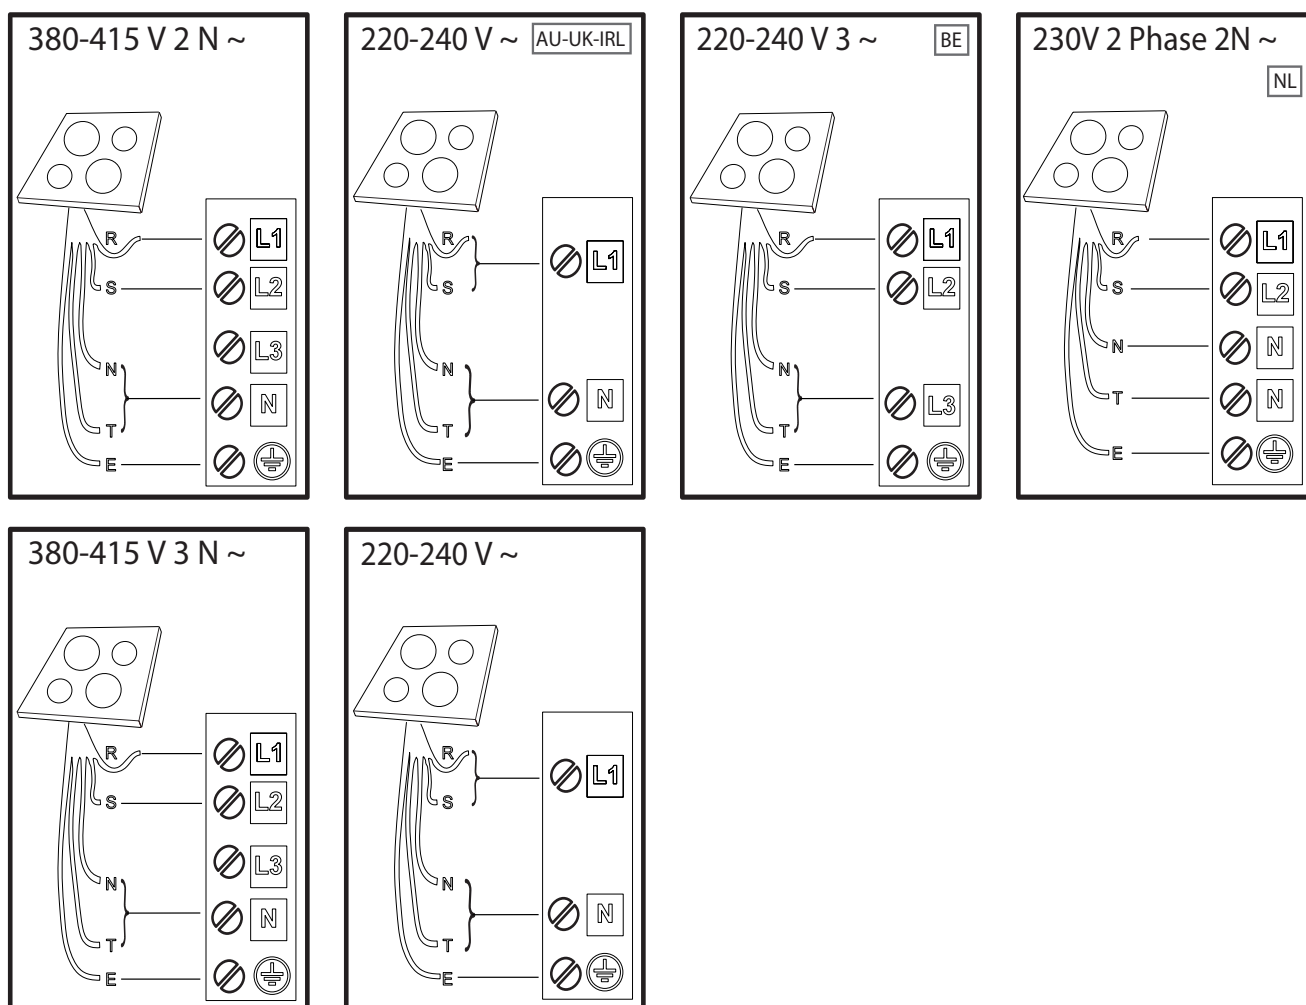 380-415 V 2 N ~
R L1
S L2
L3
N
N
T
E
220-240 V ~ AU-UK-IRL
R
L1
S
N
N
T
E
220-240 V 3 ~ BE
R L1
S L2
N
L3
T
E
230V 2 Phase 2N ~
NL
R L1
S L2
N N
T N
E
380-415 V 3 N ~
R L1
S L2
L3
N
N
T
E
220-240 V ~
R
L1
S
N
N
T
E